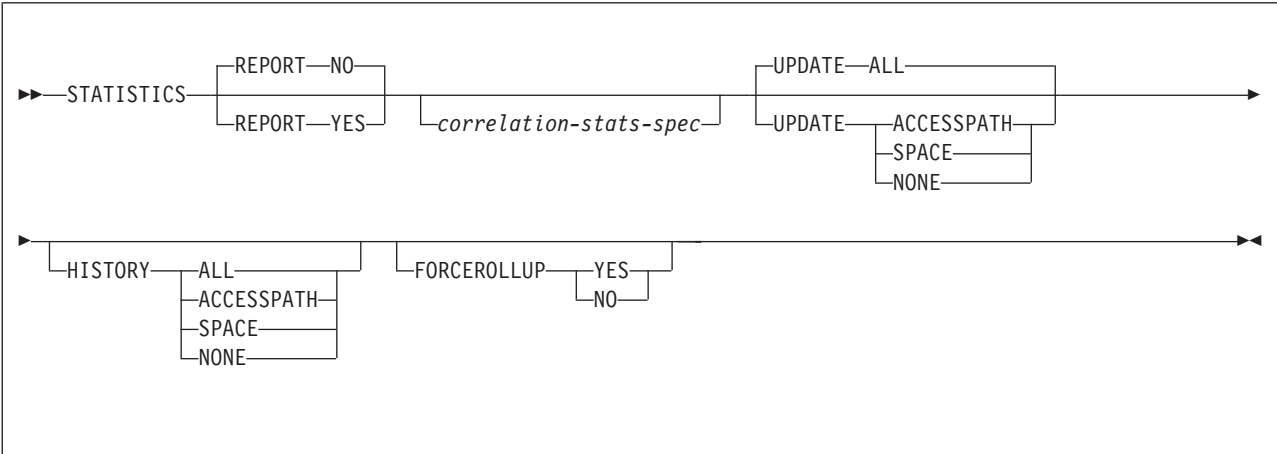 REPORT NO UPDATE ALL
STATISTICS
REPORT YES correlation-stats-spec UPDATE ACCESSPATH
SPACE
NONE
HISTORY ALL FORCEROLLUP YES
ACCESSPATH NO
SPACE
NONE